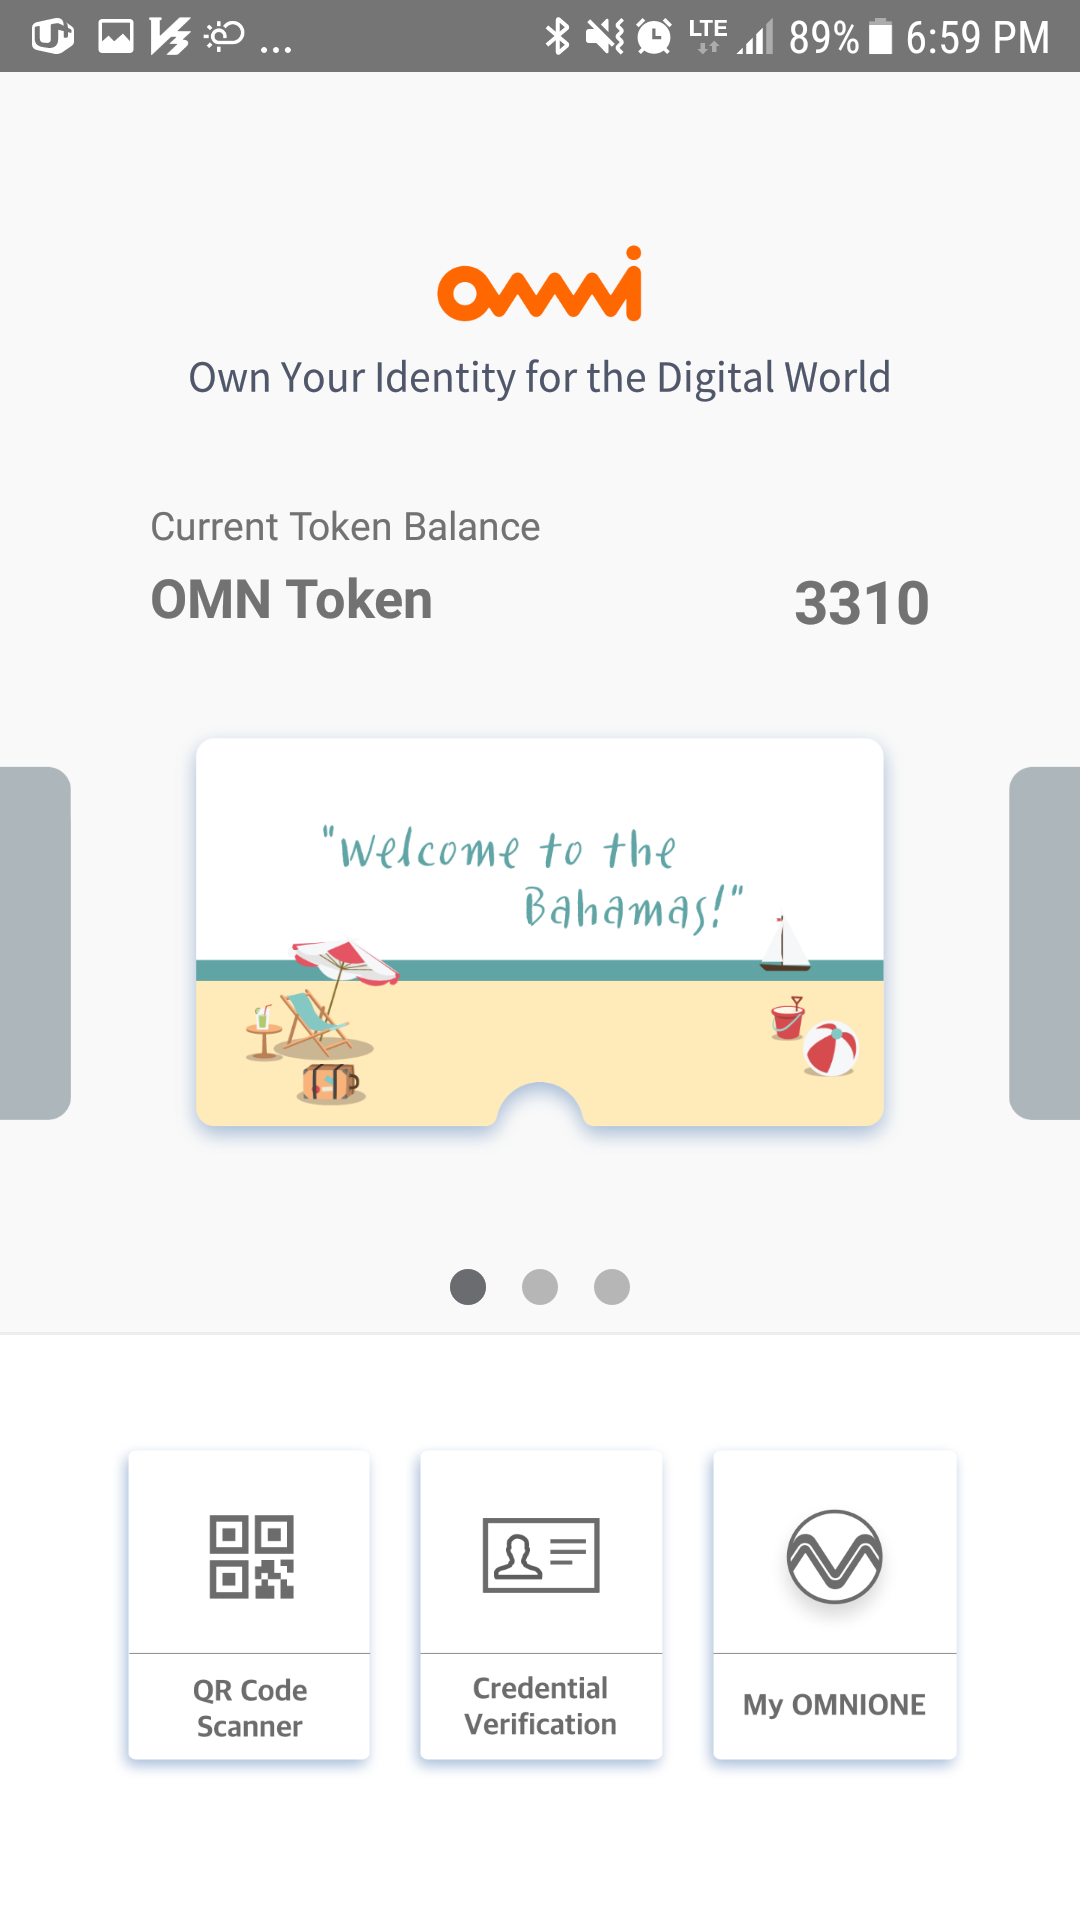 LTE 89% 6:59 PM
omni
Own Your Identity for the Digital World
Current Token Balance
OMN Token 3310
"Welcome to the
Bahamas!"
QR Code
Scanner
Credential
Verification
My OMNIONE